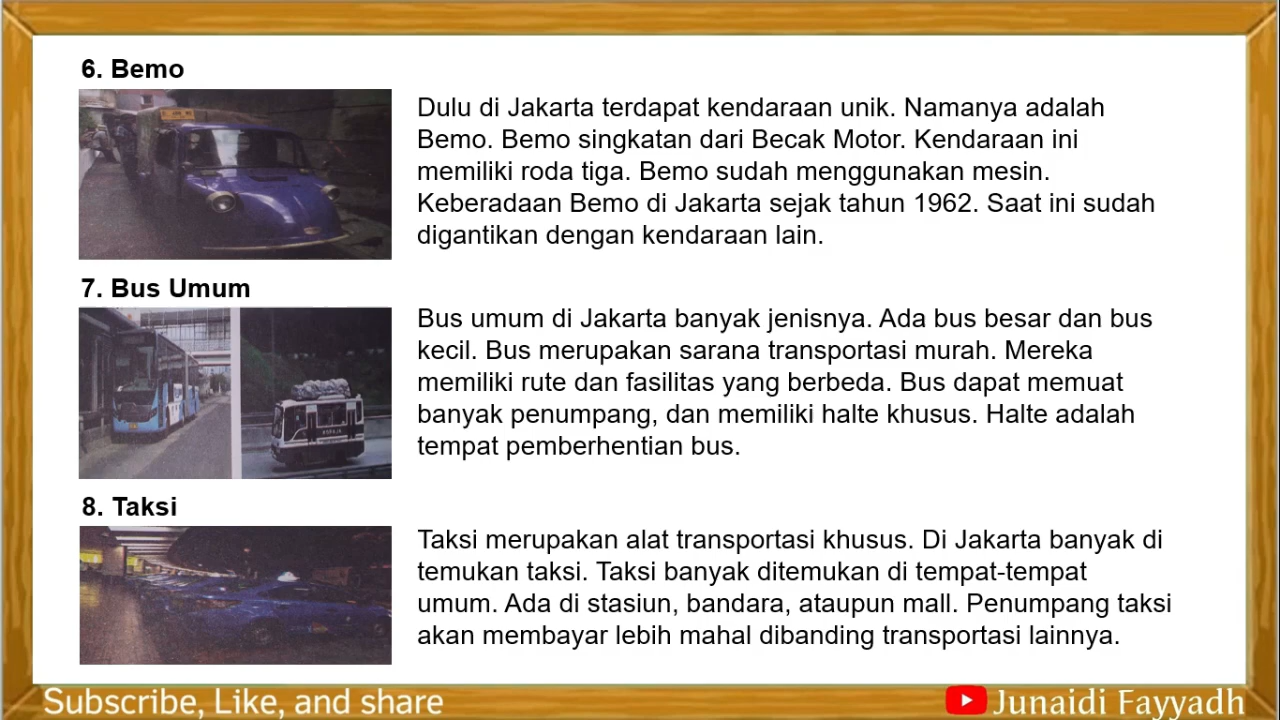 6. Bemo
Dulu di Jakarta terdapat kendaraan unik. Namanya adalah
Bemo. Bemo singkatan dari Becak Motor. Kendaraan ini
memiliki roda tiga. Bemo sudah menggunakan mesin.
Keberadaan Bemo di Jakarta sejak tahun 1962. Saat ini sudah
digantikan dengan kendaraan lain.
7. Bus Umum
Bus umum di Jakarta banyak jenisnya. Ada bus besar dan bus
kecil. Bus merupakan sarana transportasi murah. Mereka
memiliki rute dan fasilitas yang berbeda. Bus dapat memuat
banyak penumpang, dan memiliki halte khusus. Halte adalah
tempat pemberhentian bus.
8. Taksi
Taksi merupakan alat transportasi khusus. Di Jakarta banyak di
temukan taksi. Taksi banyak ditemukan di tempat-tempat
umum. Ada di stasiun, bandara, ataupun mall. Penumpang taksi
akan membayar lebih mahal dibanding transportasi lainnya.
Subscribe, Like, and share
Junaidi Fayyadh